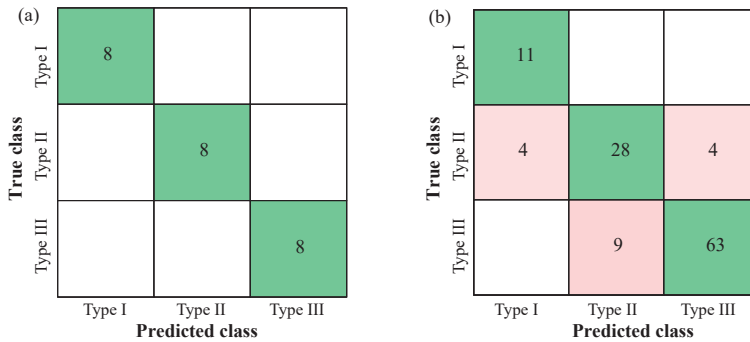 (a)
True class
Type I
Type II
Type III
8
8
8
Type I Type II Type III
Predicted class
(b)
True class
Type I
Type II
Type III
11
4 28 4
9 63
Type I Type II Type III
Predicted class